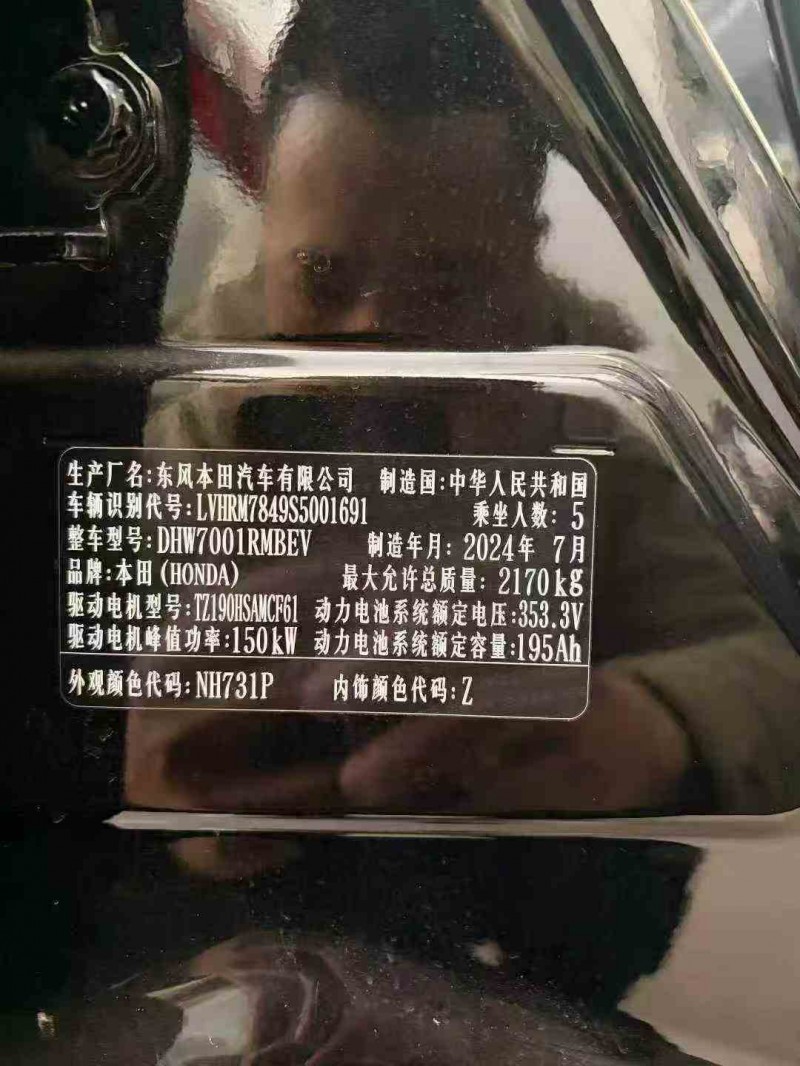 生产厂名:东风本田汽车有限公司 制造国:中华人民共和国
车辆识别代号:LVHRM7849S5001691 乘坐人数: 5
整车型号:DHW7001RMBEV 制造年月: 2024年 7月
品牌:本田(HONDA) 最大允许总质量: 2170kg
驱动电机型号:TZ190HSAMCF61 动力电池系统额定电压:353.3V
驱动电机峰值功率:150kW 动力电池系统额定容量:195Ah
外观颜色代码:NH731P 内饰颜色代码:Z